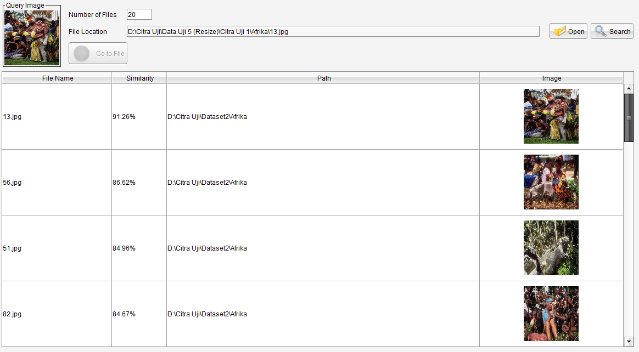 Query Image
Number of Files 20
File Location D:\Citra Uji\Data Uji 5 (Resize)\Citra Uji 1\Afrika\13.jpg Open Search
Go to File
File Name Similarity Path Image
13.jpg 91.26% D:\Citra Uji\Dataset2\Afrika
56.jpg 86.62% D:\Citra Uji\Dataset2\Afrika
51.jpg 84.96% D:\Citra Uji\Dataset2\Afrika
82.jpg 84.67% D:\Citra Uji\Dataset2\Afrika